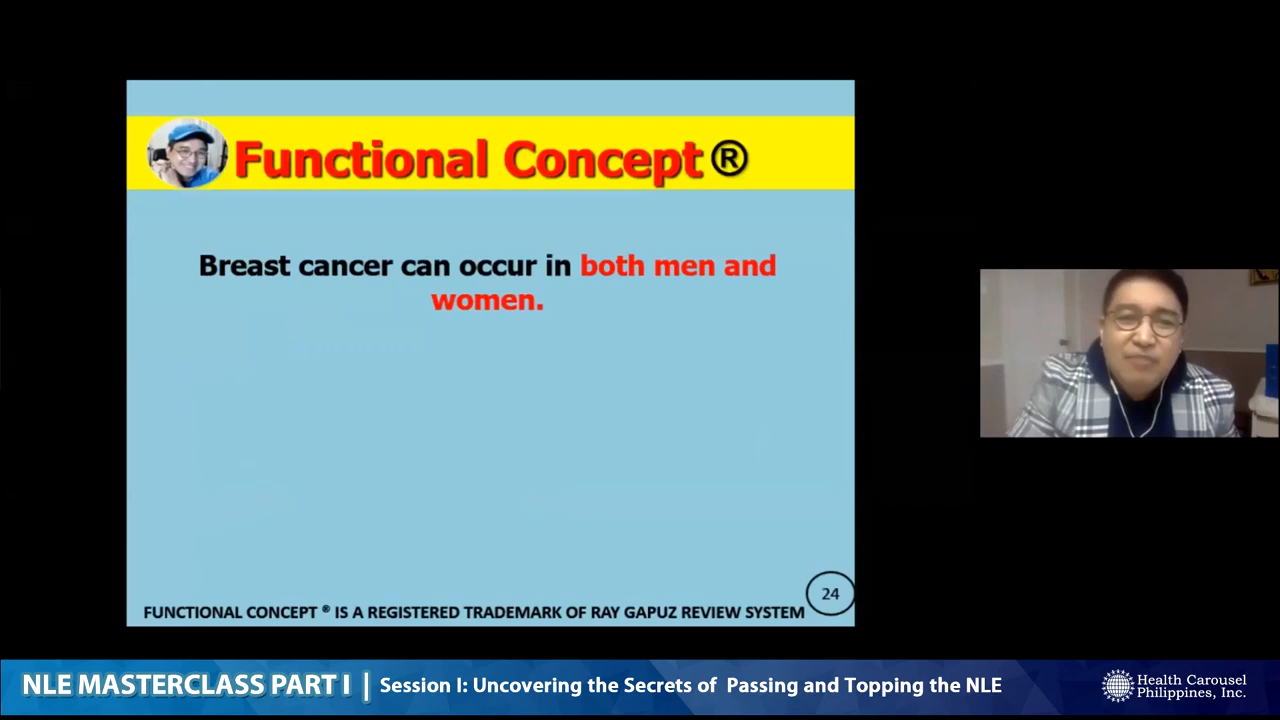 Functional Concept ®
Breast cancer can occur in both men and
women.
24
FUNCTIONAL CONCEPT ® IS A REGISTERED TRADEMARK OF RAY GAPUZ REVIEW SYSTEM
NLE MASTERCLASS PART I | Session I: Uncovering the Secrets of Passing and Topping the NLE
Health Carousel
Philippines, Inc.